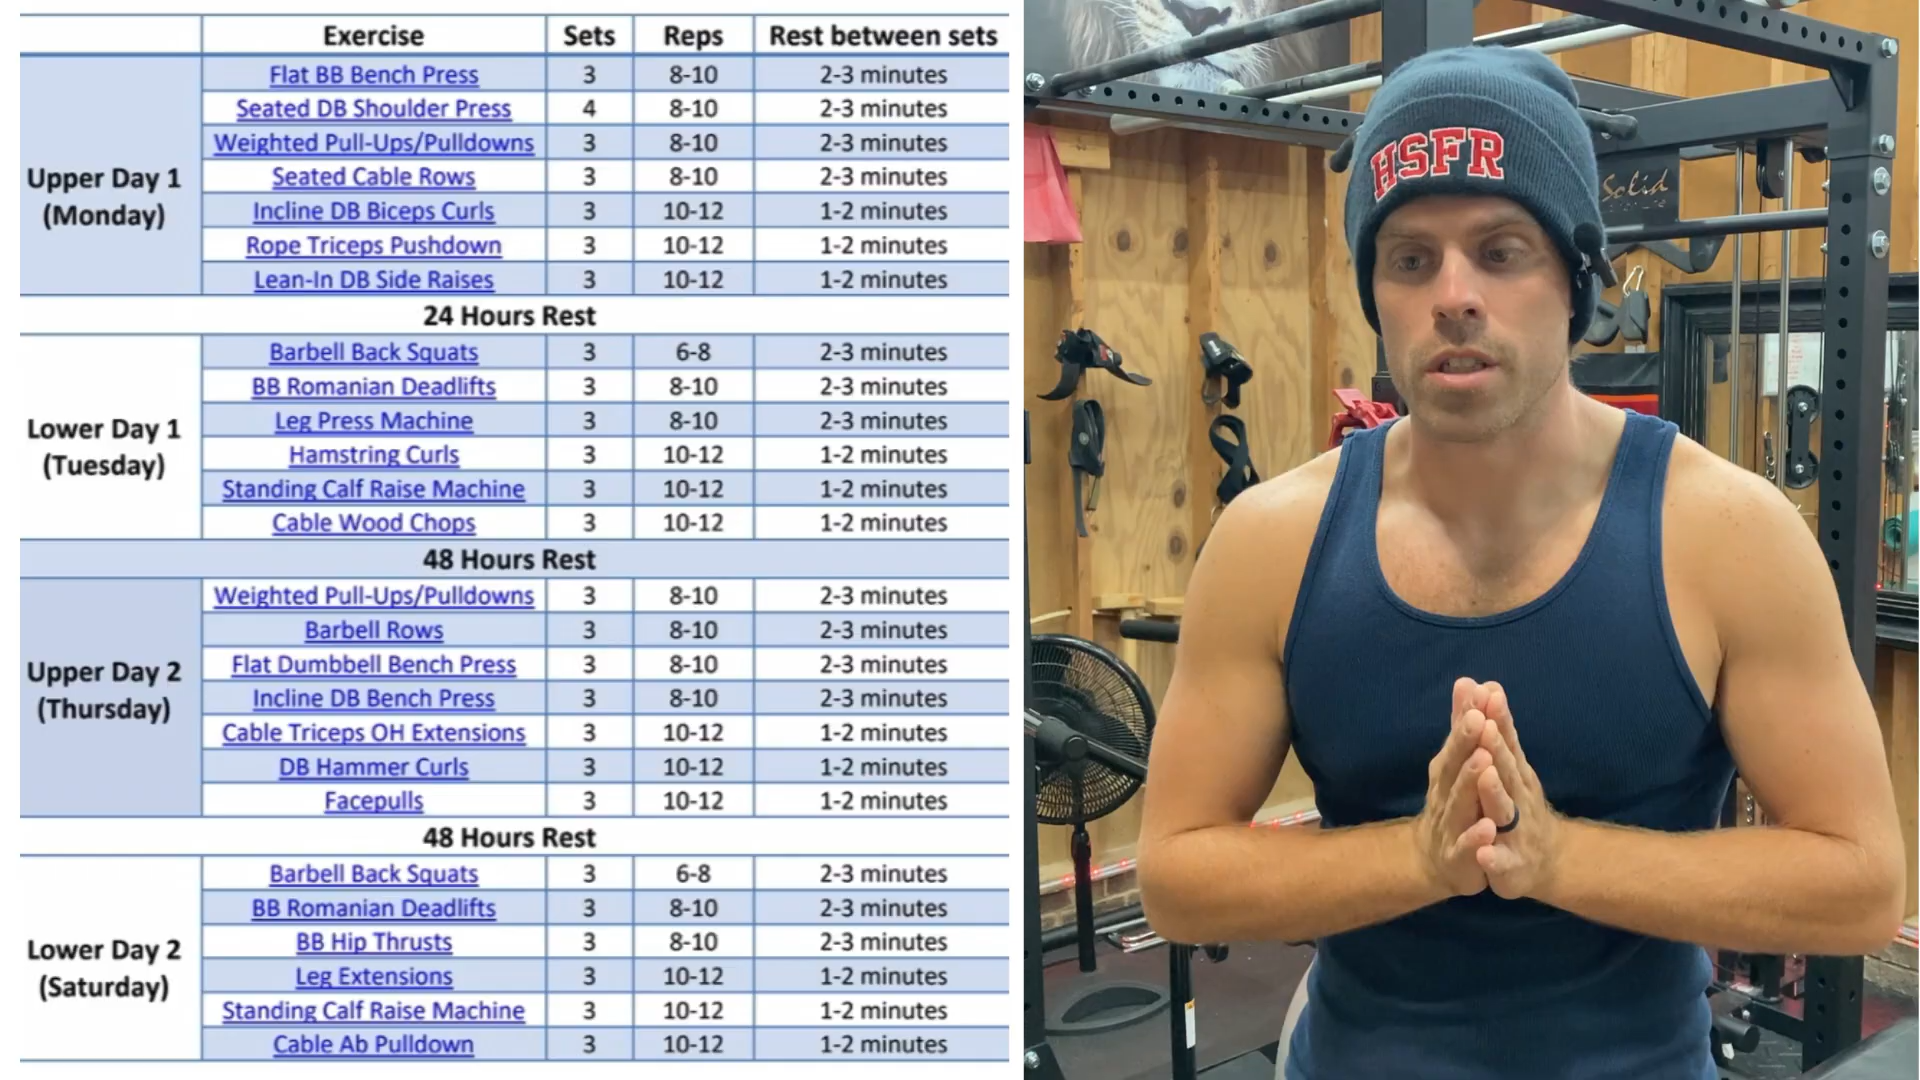 Exercise Sets Reps Rest between sets
Upper Day 1
(Monday)
Flat BB Bench Press 3 8-10 2-3 minutes
Seated DB Shoulder Press 4 8-10 2-3 minutes
Weighted Pull-Ups/Pulldowns 3 8-10 2-3 minutes
Seated Cable Rows 3 8-10 2-3 minutes
Incline DB Biceps Curls 3 10-12 1-2 minutes
Rope Triceps Pushdown 3 10-12 1-2 minutes
Lean-In DB Side Raises 3 10-12 1-2 minutes
24 Hours Rest
Lower Day 1
(Tuesday)
Barbell Back Squats 3 6-8 2-3 minutes
BB Romanian Deadlifts 3 8-10 2-3 minutes
Leg Press Machine 3 8-10 2-3 minutes
Hamstring Curls 3 10-12 1-2 minutes
Standing Calf Raise Machine 3 10-12 1-2 minutes
Cable Wood Chops 3 10-12 1-2 minutes
48 Hours Rest
Upper Day 2
(Thursday)
Weighted Pull-Ups/Pulldowns 3 8-10 2-3 minutes
Barbell Rows 3 8-10 2-3 minutes
Flat Dumbbell Bench Press 3 8-10 2-3 minutes
Incline DB Bench Press 3 8-10 2-3 minutes
Cable Triceps OH Extensions 3 10-12 1-2 minutes
DB Hammer Curls 3 10-12 1-2 minutes
Facepulls 3 10-12 1-2 minutes
48 Hours Rest
Lower Day 2
(Saturday)
Barbell Back Squats 3 6-8 2-3 minutes
BB Romanian Deadlifts 3 8-10 2-3 minutes
BB Hip Thrusts 3 8-10 2-3 minutes
Leg Extensions 3 10-12 1-2 minutes
Standing Calf Raise Machine 3 10-12 1-2 minutes
Cable Ab Pulldown 3 10-12 1-2 minutes
HSFR
Solid